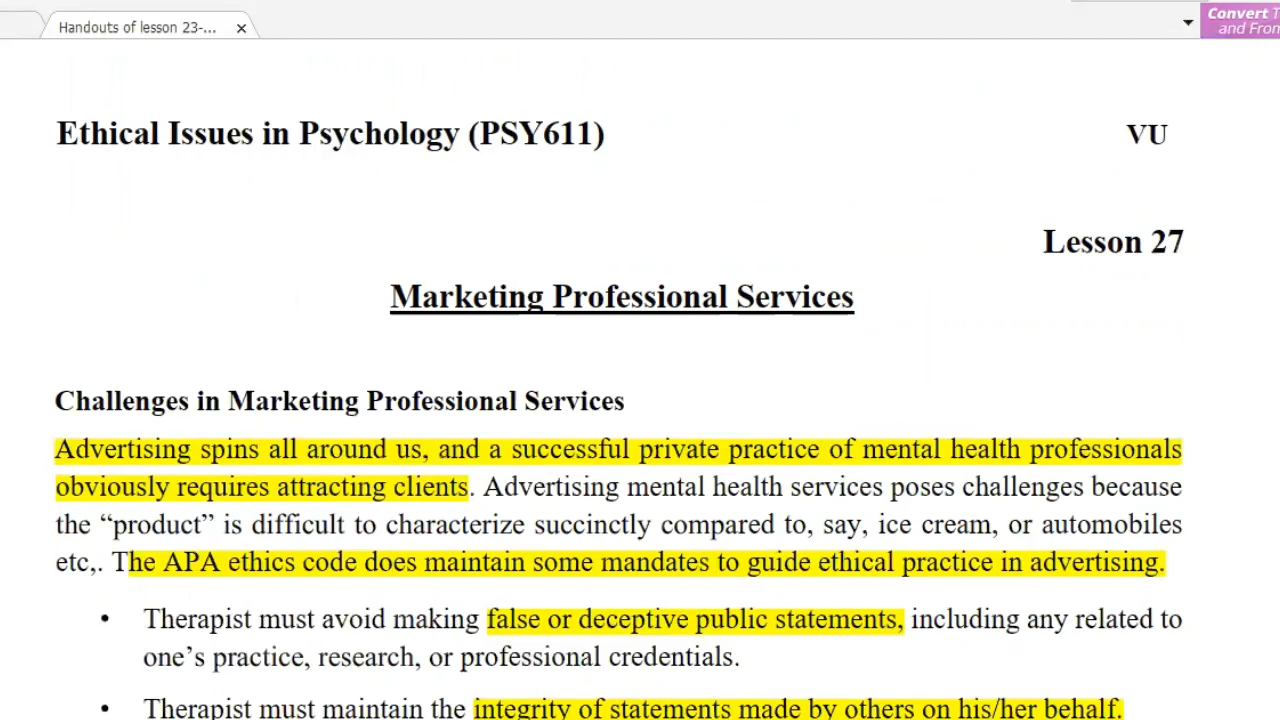 Handouts of lesson 23-... x
Convert
and From
Ethical Issues in Psychology (PSY611) VU
Lesson 27
Marketing Professional Services
Challenges in Marketing Professional Services
Advertising spins all around us, and a successful private practice of mental health professionals
obviously requires attracting clients. Advertising mental health services poses challenges because
the “product” is difficult to characterize succinctly compared to, say, ice cream, or automobiles
etc,. The APA ethics code does maintain some mandates to guide ethical practice in advertising.
• Therapist must avoid making false or deceptive public statements, including any related to
one’s practice, research, or professional credentials.
• Therapist must maintain the integrity of statements made by others on his/her behalf.